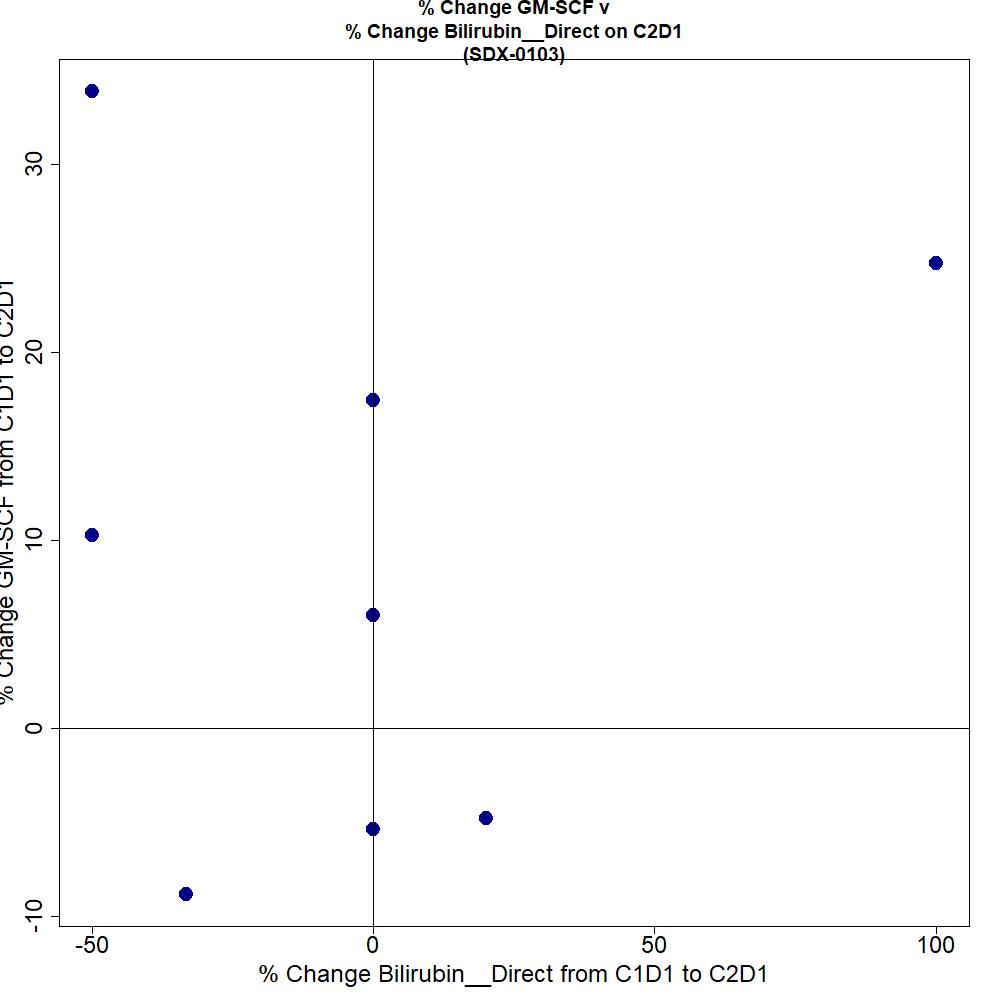 % Change GM-SCF v
% Change Bilirubin__Direct on C2D1
(SDX-0103)
% Change GM-SCF from C1D1 to C2D1
30
20
10
0
-10
-50
0
50
100
% Change Bilirubin__Direct from C1D1 to C2D1